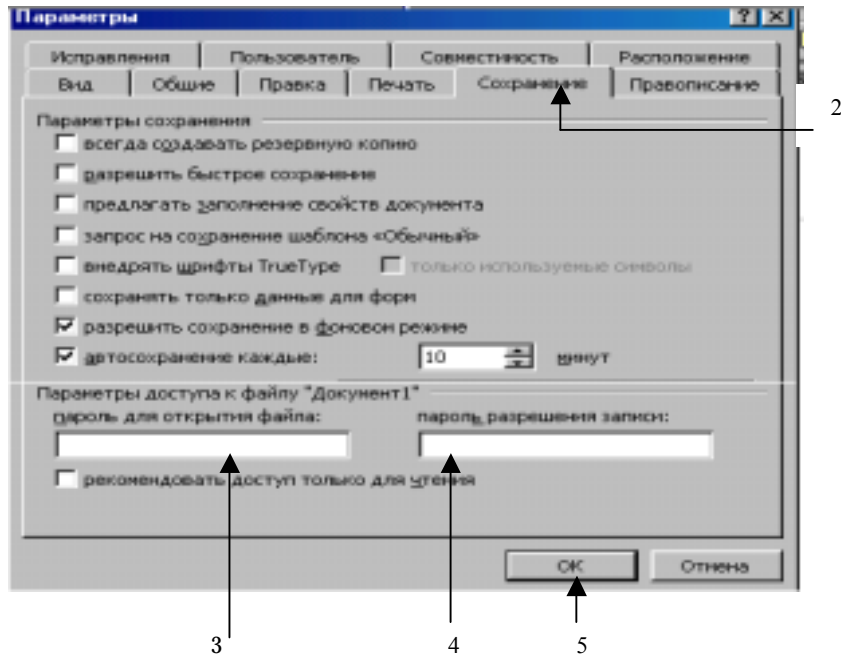 Параметры
Исправления Пользователь Совместимость Расположение
Вид Общие Правка Печать Сохранение Правописание
2
Параметры сохранения
всегда создавать резервную копию
разрешить быстрое сохранение
предлагать заполнение свойств документа
запрос на сохранение шаблона «Обычный»
внедрять шрифты TrueType только используемые символы
сохранять только данные для форм
разрешить сохранение в фоновом режиме
автосохранение каждые: 10 минут
Параметры доступа к файлу "Документ1"
пароль для открытия файла: пароль разрешения записи:
рекомендовать доступ только для чтения
ОК Отмена
3 4 5